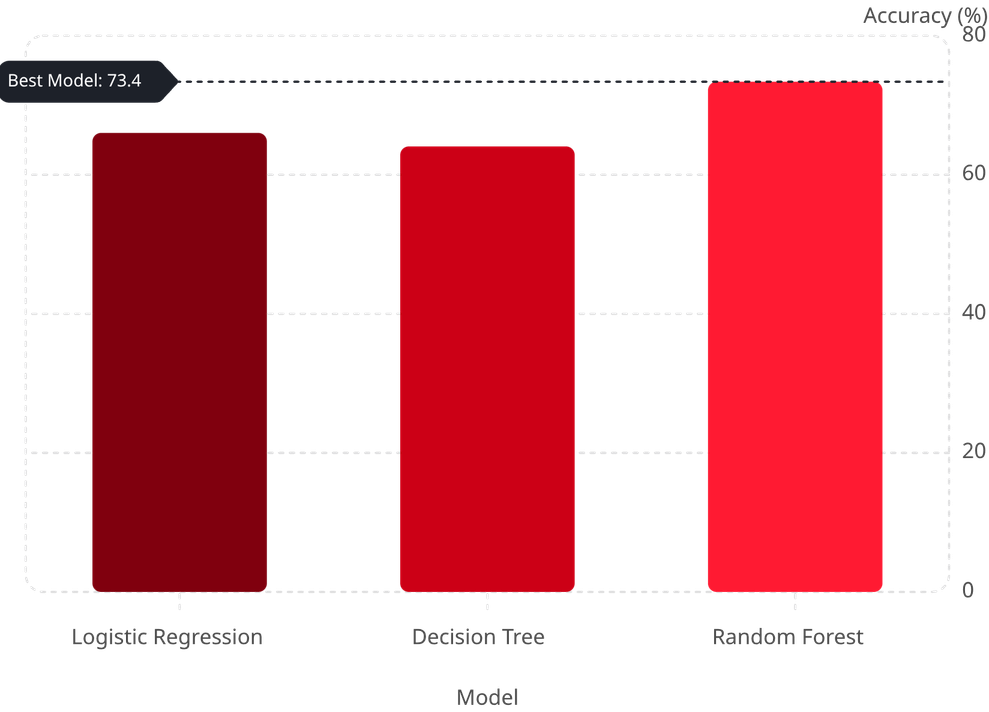 Accuracy (%)
80
Best Model: 73.4
60
40
20
0
Logistic Regression
Decision Tree
Random Forest
Model